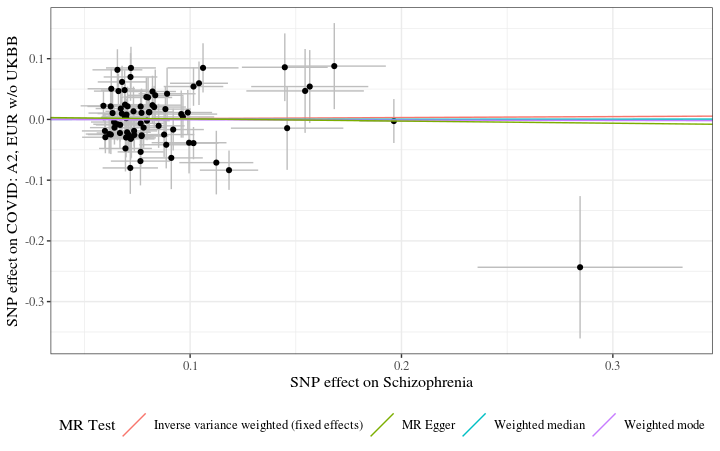 SNP effect on COVID: A2, EUR w/o UKBB
0.1
0.0
-0.1
-0.2
-0.3
0.1
0.2
0.3
SNP effect on Schizophrenia
MR Test
Inverse variance weighted (fixed effects)
MR Egger
Weighted median
Weighted mode